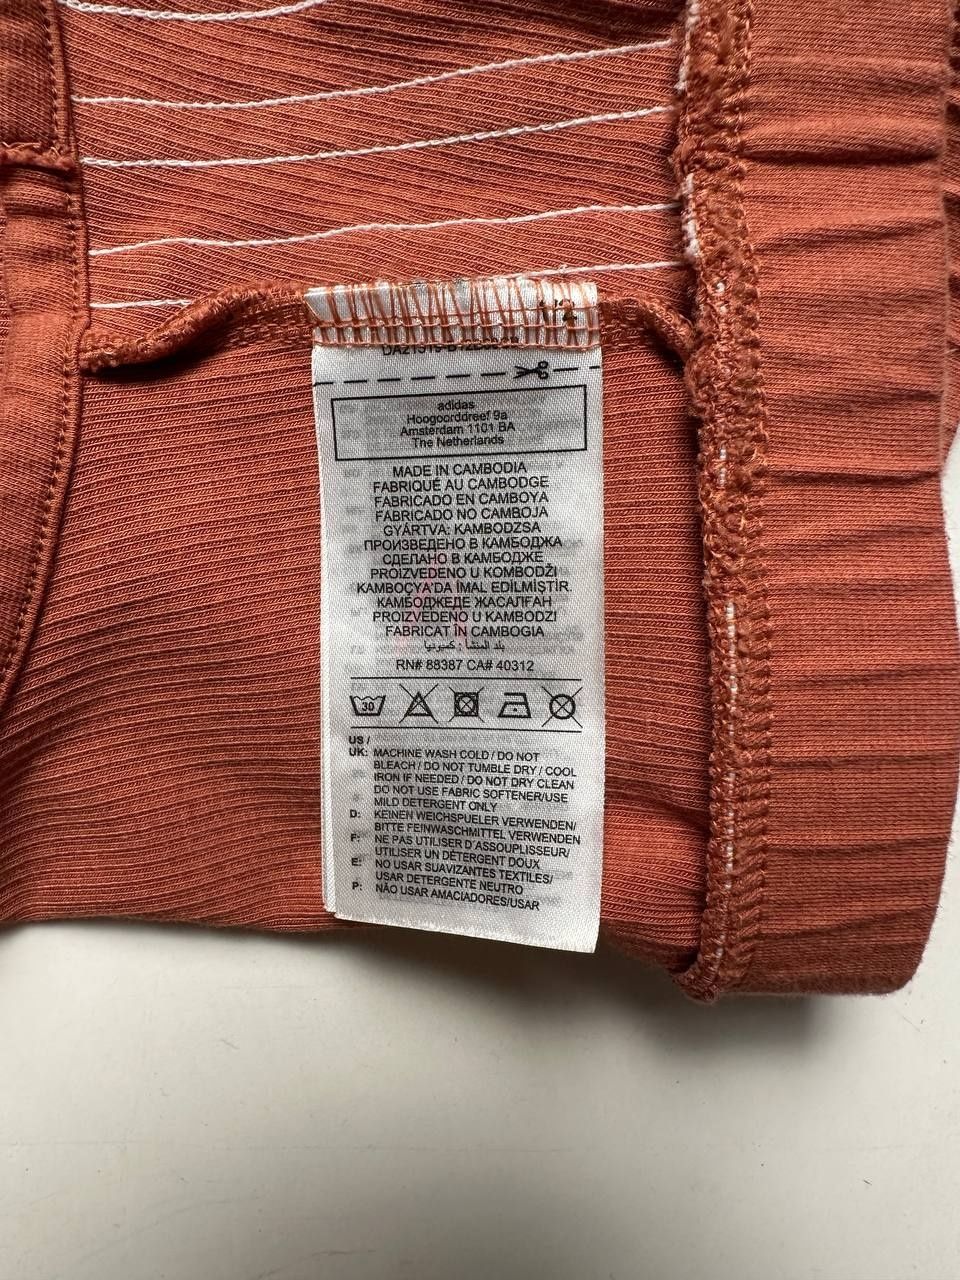 adidas
Hoogoorddreef 9a
Amsterdam 1101 BA
The Netherlands
MADE IN CAMBODIA
FABRIQUÉ AU CAMBODGE
FABRICADO EN CAMBOYA
FABRICADO NO CAMBOJA
GYÁRTVA: KAMBODZSA
ПРОИЗВЕДЕНО В КАМБОДЖА
СДЕЛАНО В КАМБОДЖЕ
PROIZVEDENO U KOMBODŽI
KAMBOÇYA'DA İMAL EDİLMİŞTİR.
КАМБОДЖЕДЕ ЖАСАЛҒАН
PROIZVEDENO U KAMBODZI
FABRICAT ÎN CAMBOGIA
بلد المنشأ : كمبوديا
RN# 88387 CA# 40312
30
US /
UK: MACHINE WASH COLD / DO NOT
BLEACH / DO NOT TUMBLE DRY / COOL
IRON IF NEEDED / DO NOT DRY CLEAN
DO NOT USE FABRIC SOFTENER/USE
MILD DETERGENT ONLY
D: KEINEN WEICHSPUELER VERWENDEN/
BITTE FEINWASCHMITTEL VERWENDEN
F: NE PAS UTILISER D'ASSOUPLISSEUR/
UTILISER UN DÉTERGENT DOUX
E: NO USAR SUAVIZANTES TEXTILES/
USAR DETERGENTE NEUTRO
P: NÃO USAR AMACIADORES/USAR